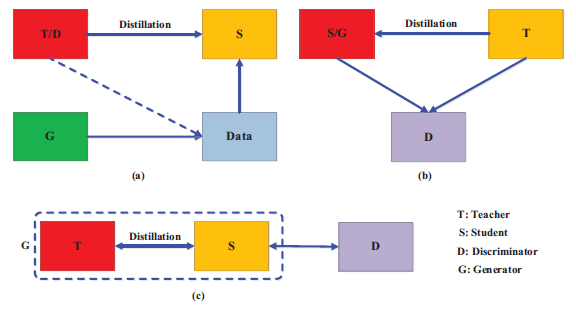 Distillation
T/D
S
G
Data
(a)
Distillation
S/G
T
D
(b)
G
T
Distillation
S
D
(c)
T: Teacher
S: Student
D: Discriminator
G: Generator